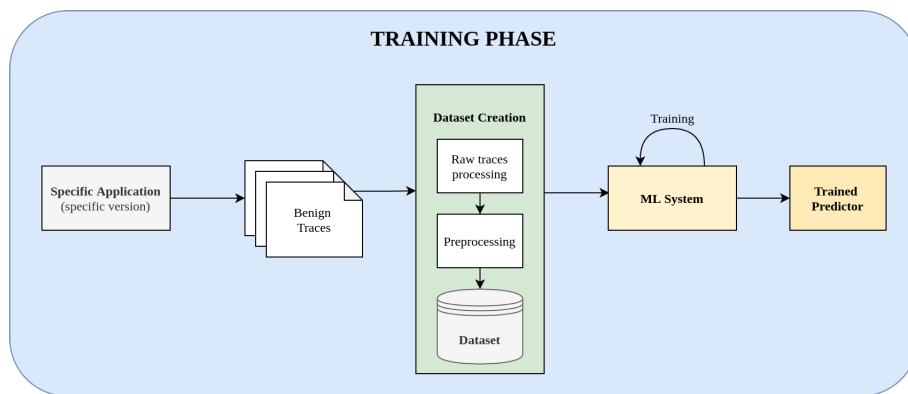 TRAINING PHASE
Specific Application
(specific version)
Benign
Traces
Dataset Creation
Raw traces
processing
Preprocessing
Dataset
Training
ML System
Trained
Predictor